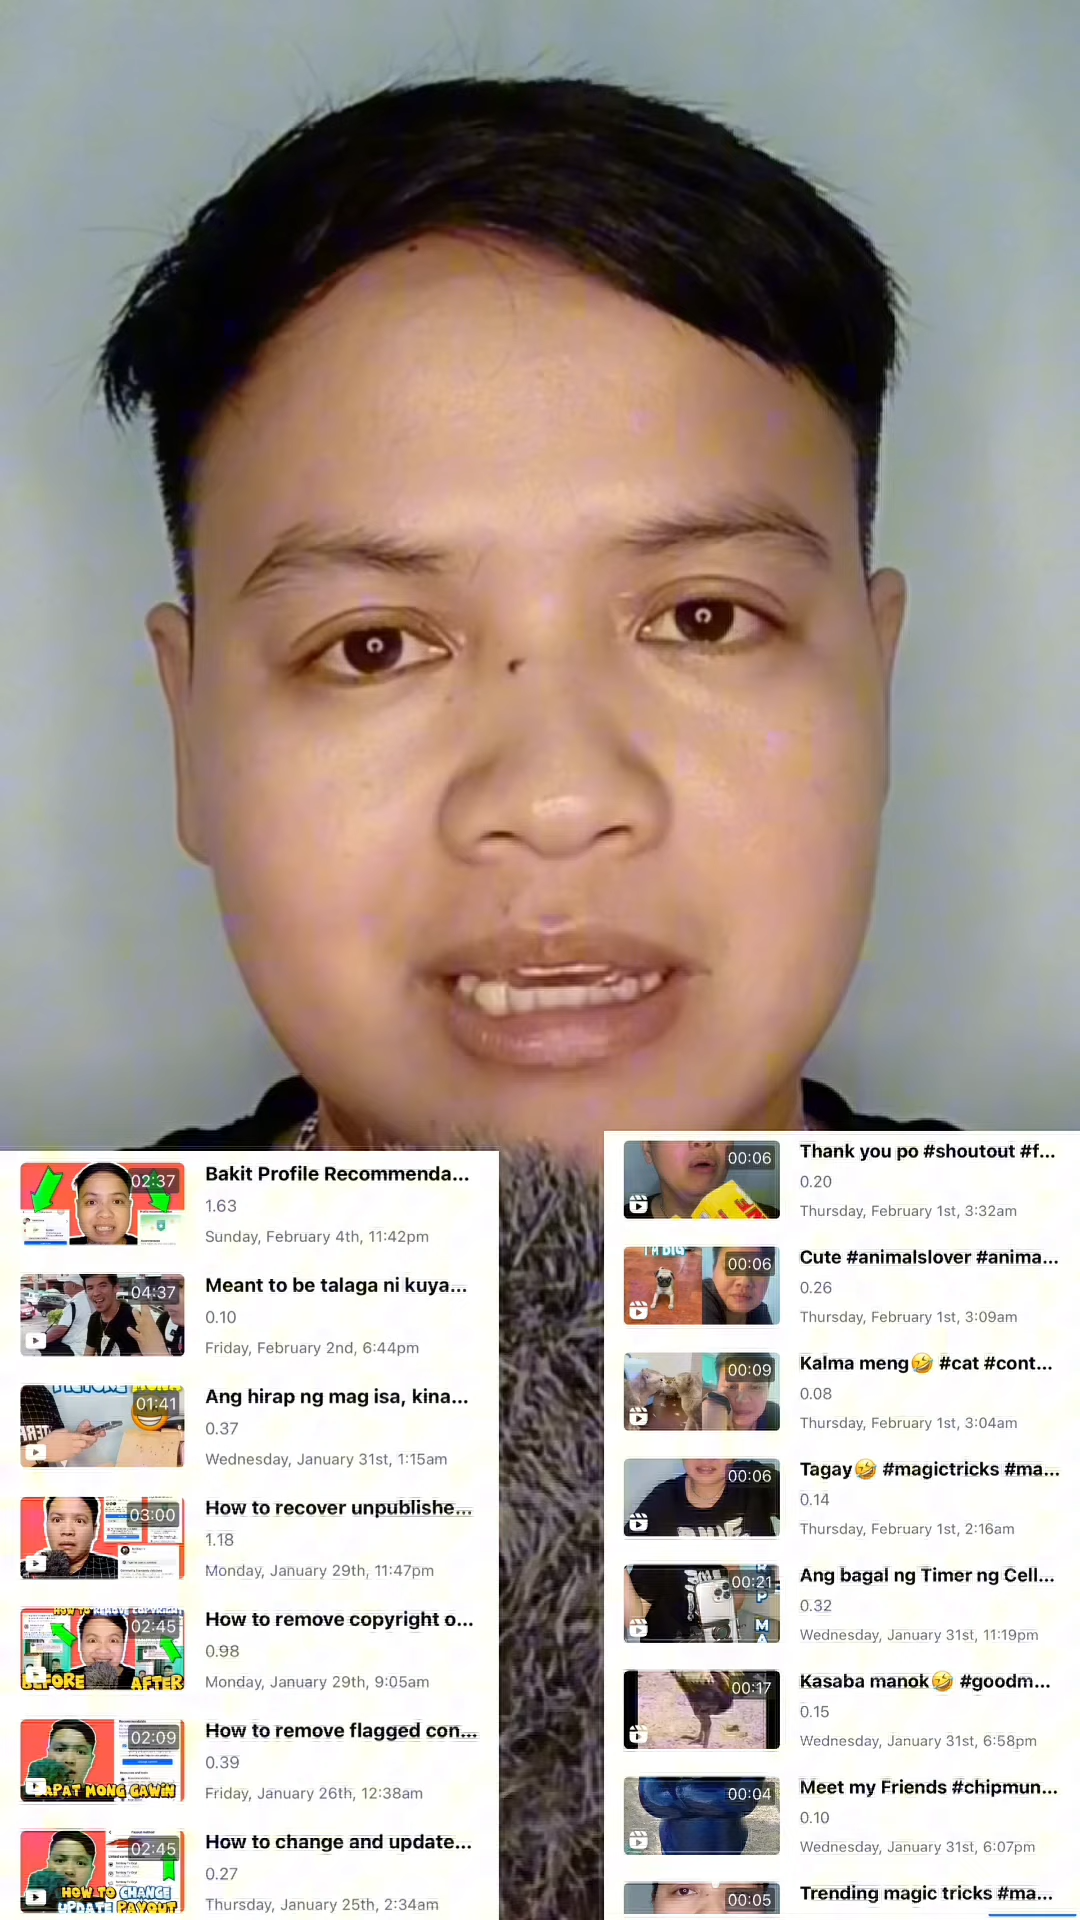 02:37
Bakit Profile Recommenda...
1.63
Sunday, February 4th, 11:42pm
04:37
Meant to be talaga ni kuya...
0.10
Friday, February 2nd, 6:44pm
01:41
Ang hirap ng mag isa, kina...
0.37
Wednesday, January 31st, 1:15am
03:00
How to recover unpublishe...
1.18
Monday, January 29th, 11:47pm
HOW TO REMOVE COPYRIGHT
02:45
BEFORE AFTER
How to remove copyright o...
0.98
Monday, January 29th, 9:05am
02:09
DAPAT MONG GAWIN
How to remove flagged con...
0.39
Friday, January 26th, 12:38am
02:45
HOW TO CHANGE
UPDATE PAYOUT
How to change and update...
0.27
Thursday, January 25th, 2:34am
00:06
Thank you po #shoutout #f...
0.20
Thursday, February 1st, 3:32am
I'M BIG
00:06
Cute #animalslover #anima...
0.26
Thursday, February 1st, 3:09am
00:09
Kalma meng🤣 #cat #cont...
0.08
Thursday, February 1st, 3:04am
00:06
Tagay🤣 #magictricks #ma...
0.14
Thursday, February 1st, 2:16am
00:21
Ang bagal ng Timer ng Cell...
0.32
Wednesday, January 31st, 11:19pm
00:17
Kasaba manok🤣 #goodm...
0.15
Wednesday, January 31st, 6:58pm
00:04
Meet my Friends #chipmun...
0.10
Wednesday, January 31st, 6:07pm
00:05
Trending magic tricks #ma...